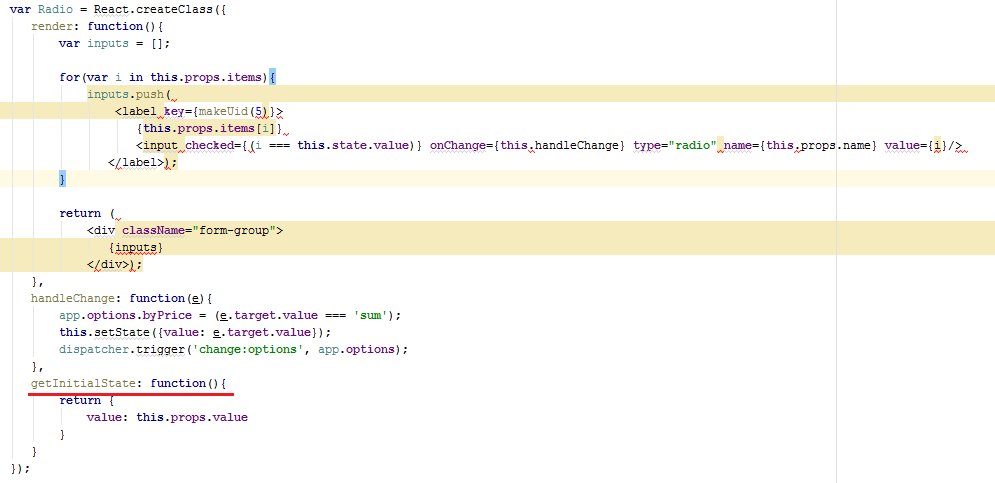 var Radio = React.createClass({
render: function(){
var inputs = [];
for(var i in this.props.items){
inputs.push(
<label key={makeUid(5)}>
{this.props.items[i]}
<input checked={(i === this.state.value)} onChange={this.handleChange} type="radio" name={this.props.name} value={i}/>
</label>);
}
return (
<div className="form-group">
{inputs}
</div>);
},
handleChange: function(e){
app.options.byPrice = (e.target.value === 'sum');
this.setState({value: e.target.value});
dispatcher.trigger('change:options', app.options);
},
getInitialState: function(){
return {
value: this.props.value
}
}
});